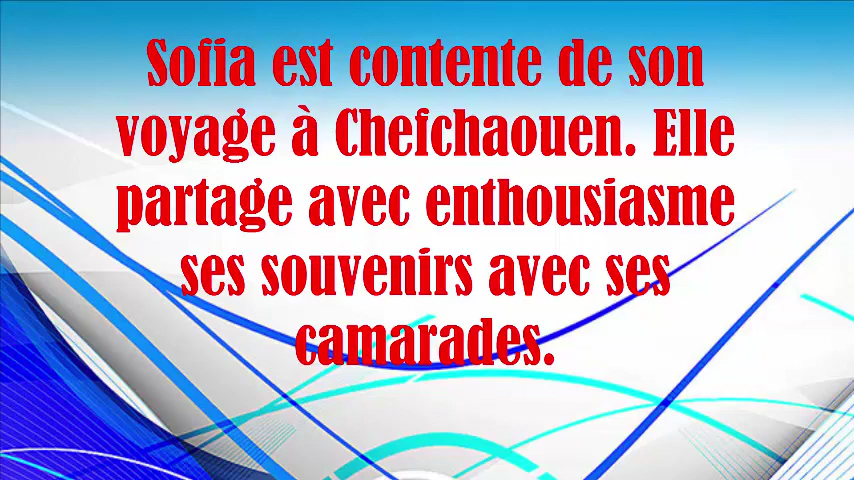 Sofia est contente de son
voyage à Chefchaouen. Elle
partage avec enthousiasme
ses souvenirs avec ses
camarades.